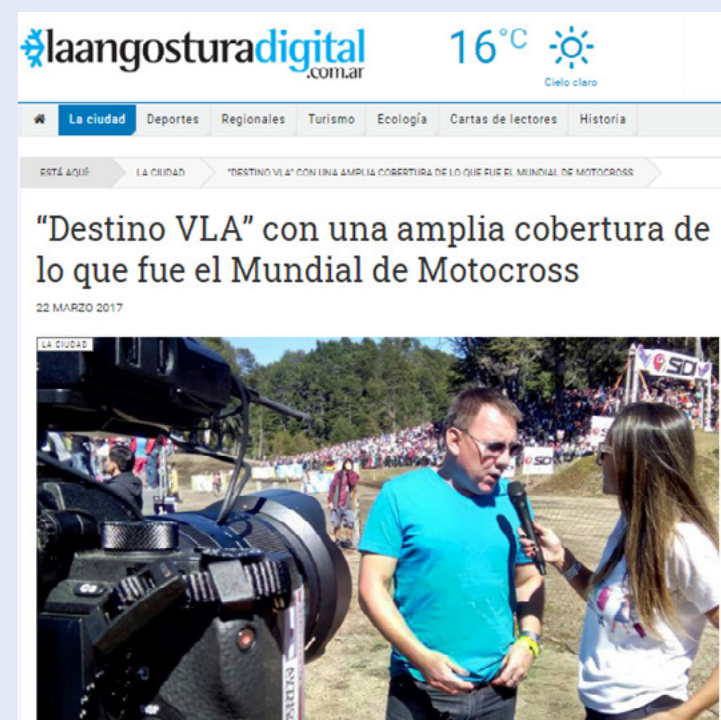 laangosturadigital
.com.ar
16°C
Cielo claro
La ciudad Deportes Regionales Turismo Ecología Cartas de lectores Historia
ESTÁ AQUÍ: LA CIUDAD "DESTINO VLA" CON UNA AMPLIA COBERTURA DE LO QUE FUE EL MUNDIAL DE MOTOCROSS
“Destino VLA” con una amplia cobertura de
lo que fue el Mundial de Motocross
22 MARZO 2017
LA CIUDAD
SIDI